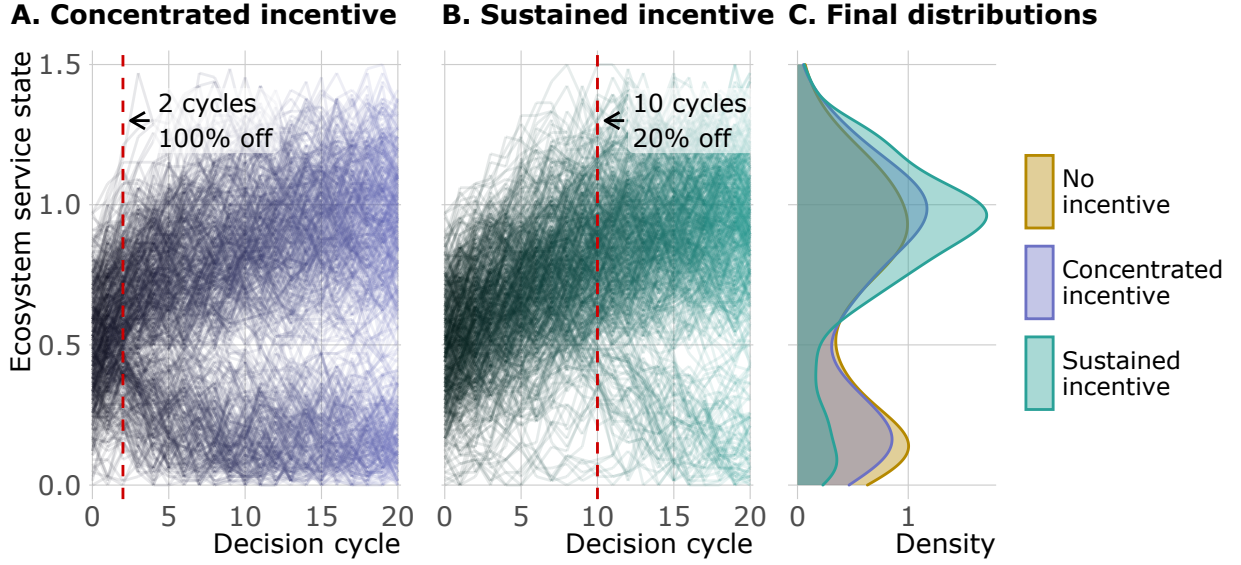 A. Concentrated incentive
B. Sustained incentive
C. Final distributions
Ecosystem service state
1.5
1.0
0.5
0.0
2 cycles
100% off
10 cycles
20% off
0
5
10
15
20
Decision cycle
0
5
10
15
20
Decision cycle
0
1
Density
No
incentive
Concentrated
incentive
Sustained
incentive